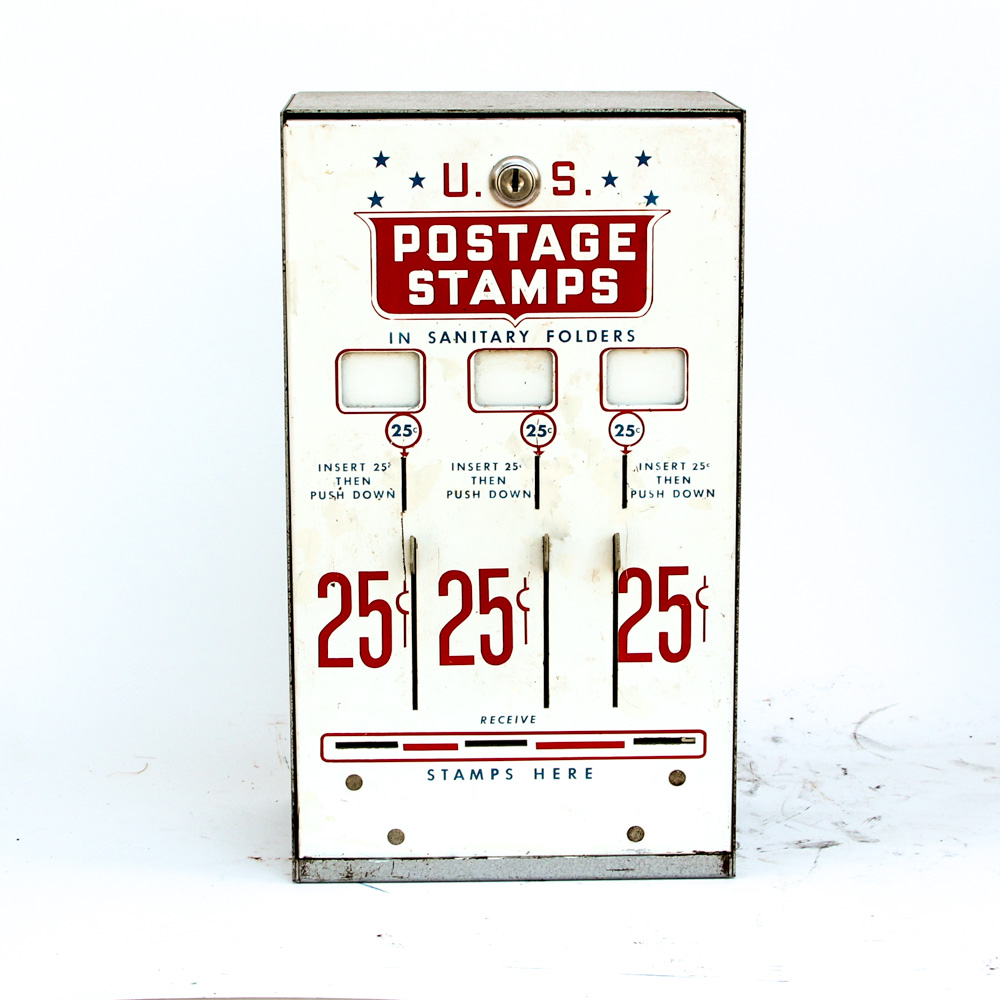 U. S.
POSTAGE
STAMPS
IN SANITARY FOLDERS
25¢ 25¢ 25¢
INSERT 25¢
THEN
PUSH DOWN
INSERT 25¢
THEN
PUSH DOWN
INSERT 25¢
THEN
PUSH DOWN
25¢ 25¢ 25¢
RECEIVE
STAMPS HERE